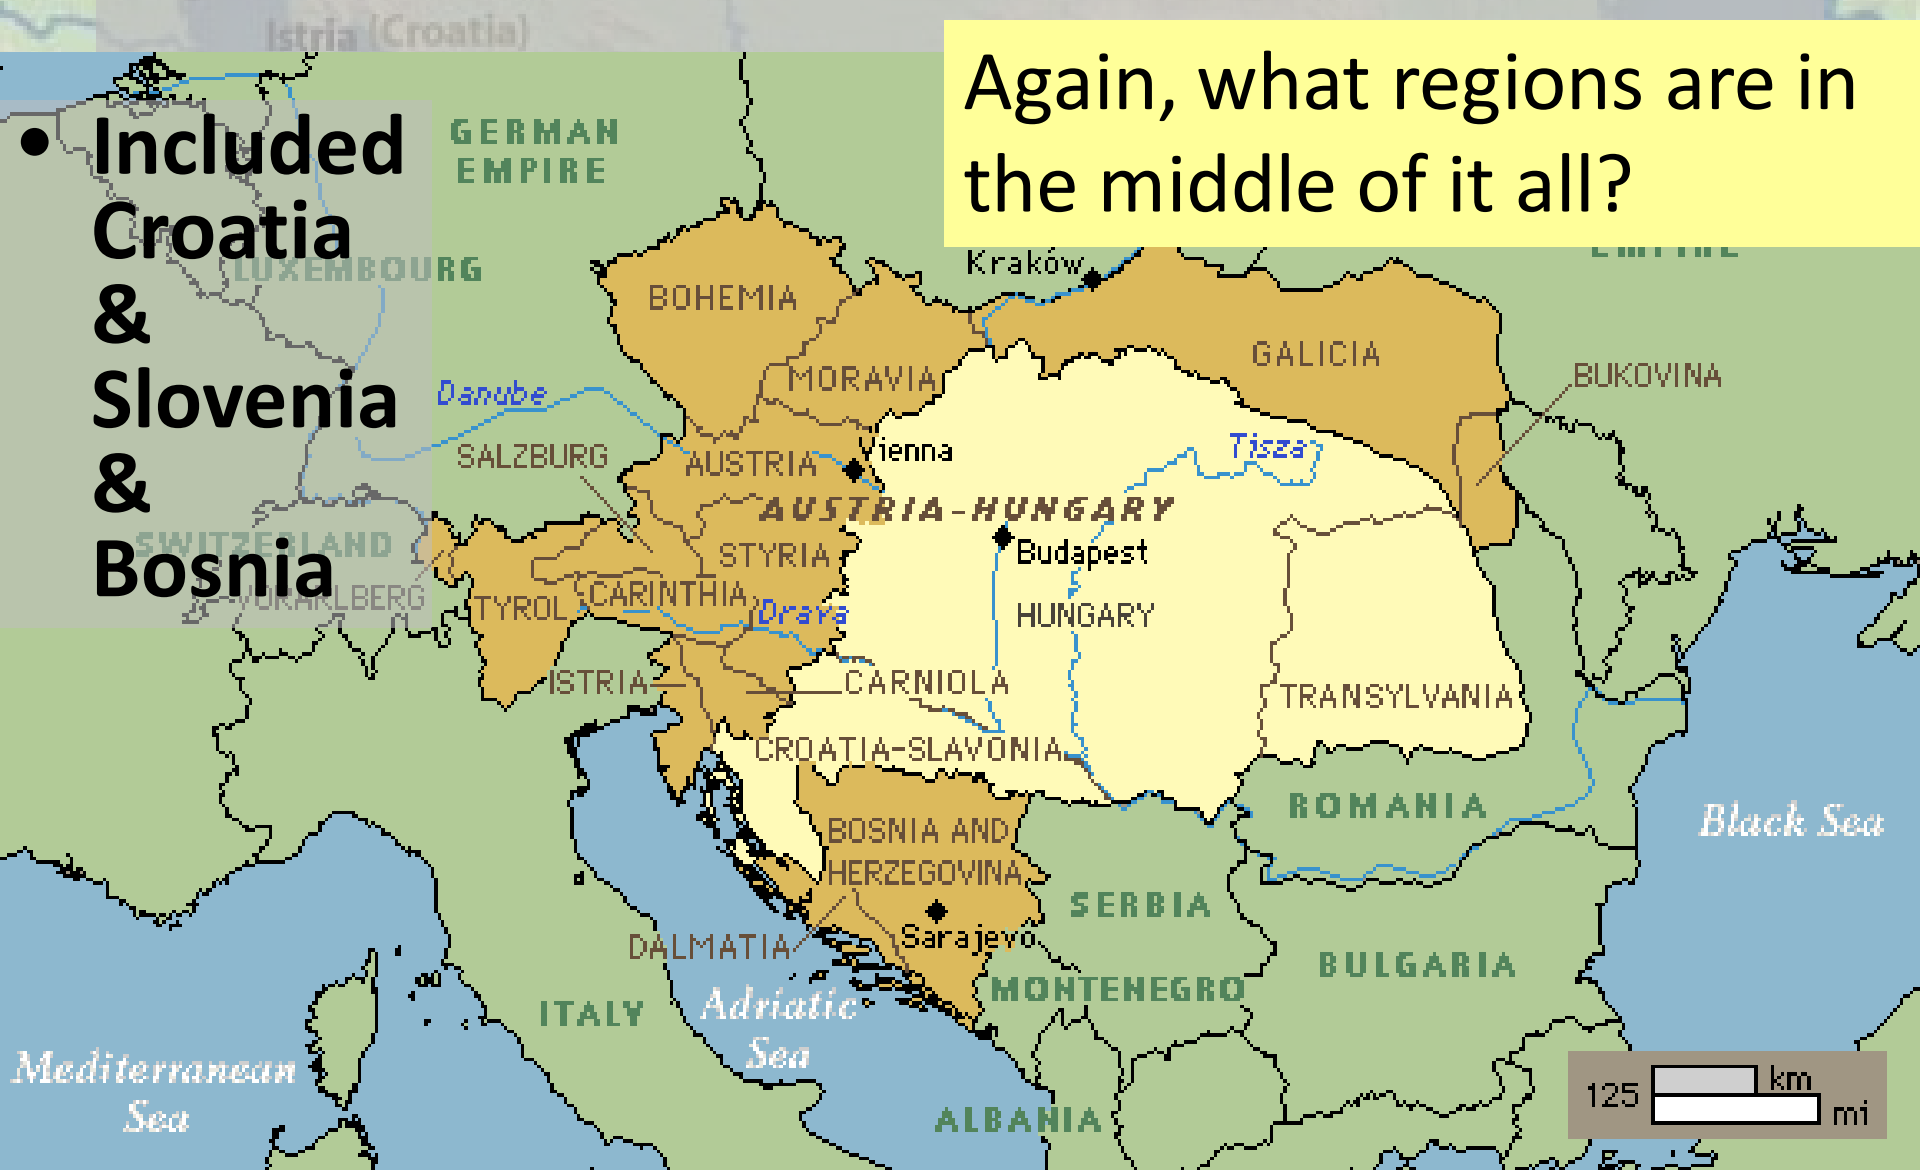 Istria (Croatia)
Again, what regions are in
the middle of it all?
• Included
Croatia
&
Slovenia
&
Bosnia
GERMAN
EMPIRE
LUXEMBOURG
EMPIRE
Kraków
BOHEMIA
GALICIA
BUKOVINA
MORAVIA
Danube
SALZBURG
AUSTRIA
Vienna
Tisza
AUSTRIA-HUNGARY
SWITZERLAND
STYRIA
Budapest
VORARLBERG
TYROL
CARINTHIA
Drava
HUNGARY
ISTRIA
CARNIOLA
TRANSYLVANIA
CROATIA-SLAVONIA
ROMANIA
Black Sea
BOSNIA AND
HERZEGOVINA
SERBIA
DALMATIA
Sarajevo
BULGARIA
MONTENEGRO
ITALY
Adriatic
Sea
Mediterranean
Sea
ALBANIA
125
km
mi